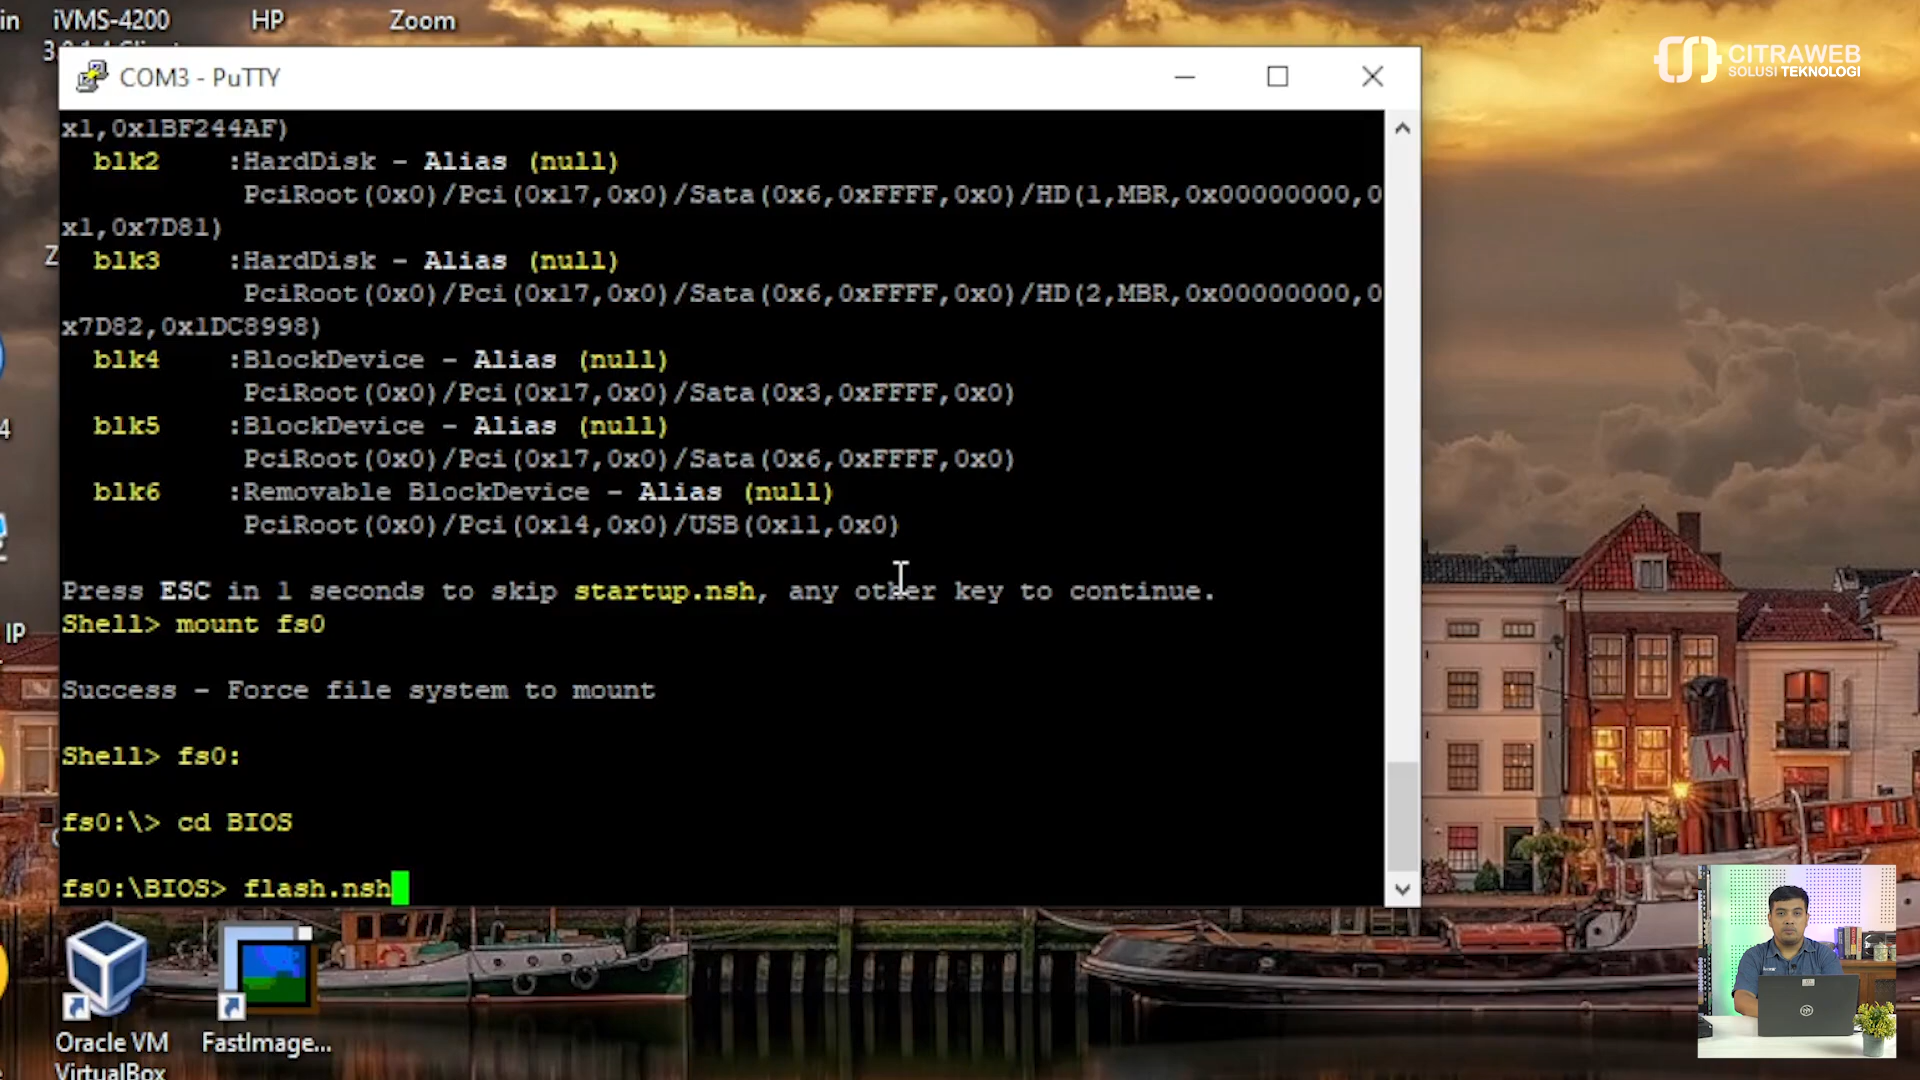 in
iVMS-4200
HP
Zoom
CITRAWEB
SOLUSI TEKNOLOGI
COM3 - PuTTY
x1,0x1BF244AF)
blk2 :HardDisk - Alias (null)
PciRoot(0x0)/Pci(0x17,0x0)/Sata(0x6,0xFFFF,0x0)/HD(1,MBR,0x00000000,0
x1,0x7D81)
blk3 :HardDisk - Alias (null)
PciRoot(0x0)/Pci(0x17,0x0)/Sata(0x6,0xFFFF,0x0)/HD(2,MBR,0x00000000,0
x7D82,0x1DC8998)
blk4 :BlockDevice - Alias (null)
PciRoot(0x0)/Pci(0x17,0x0)/Sata(0x3,0xFFFF,0x0)
blk5 :BlockDevice - Alias (null)
PciRoot(0x0)/Pci(0x17,0x0)/Sata(0x6,0xFFFF,0x0)
blk6 :Removable BlockDevice - Alias (null)
PciRoot(0x0)/Pci(0x14,0x0)/USB(0x11,0x0)
Press ESC in 1 seconds to skip startup.nsh, any other key to continue.
Shell> mount fs0
Success - Force file system to mount
Shell> fs0:
fs0:\> cd BIOS
fs0:\BIOS> flash.nsh
Z
4
IP
W
Oracle VM
VirtualBox
FastImage...